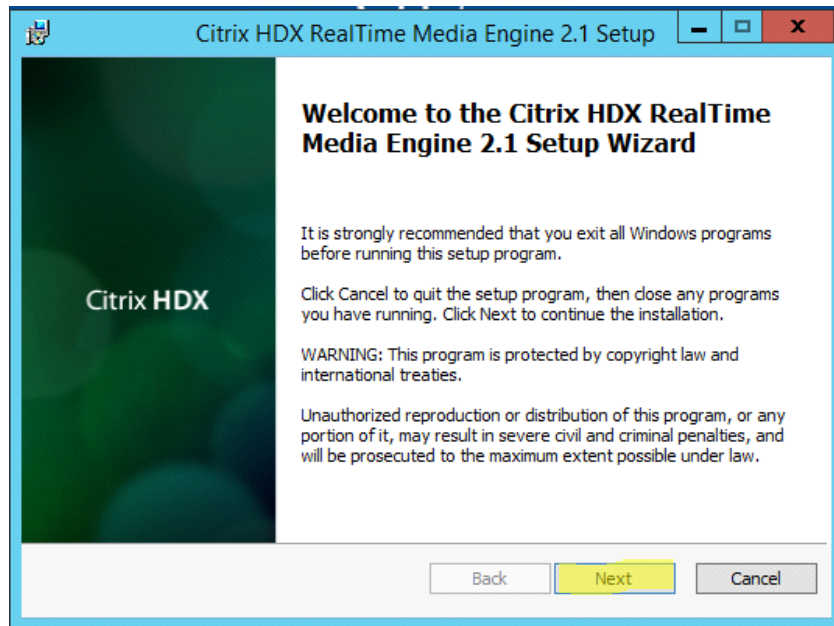 Citrix HDX RealTime Media Engine 2.1 Setup
Welcome to the Citrix HDX RealTime
Media Engine 2.1 Setup Wizard
It is strongly recommended that you exit all Windows programs
before running this setup program.
Citrix HDX
Click Cancel to quit the setup program, then close any programs
you have running. Click Next to continue the installation.
WARNING: This program is protected by copyright law and
international treaties.
Unauthorized reproduction or distribution of this program, or any
portion of it, may result in severe civil and criminal penalties, and
will be prosecuted to the maximum extent possible under law.
Back
Next
Cancel